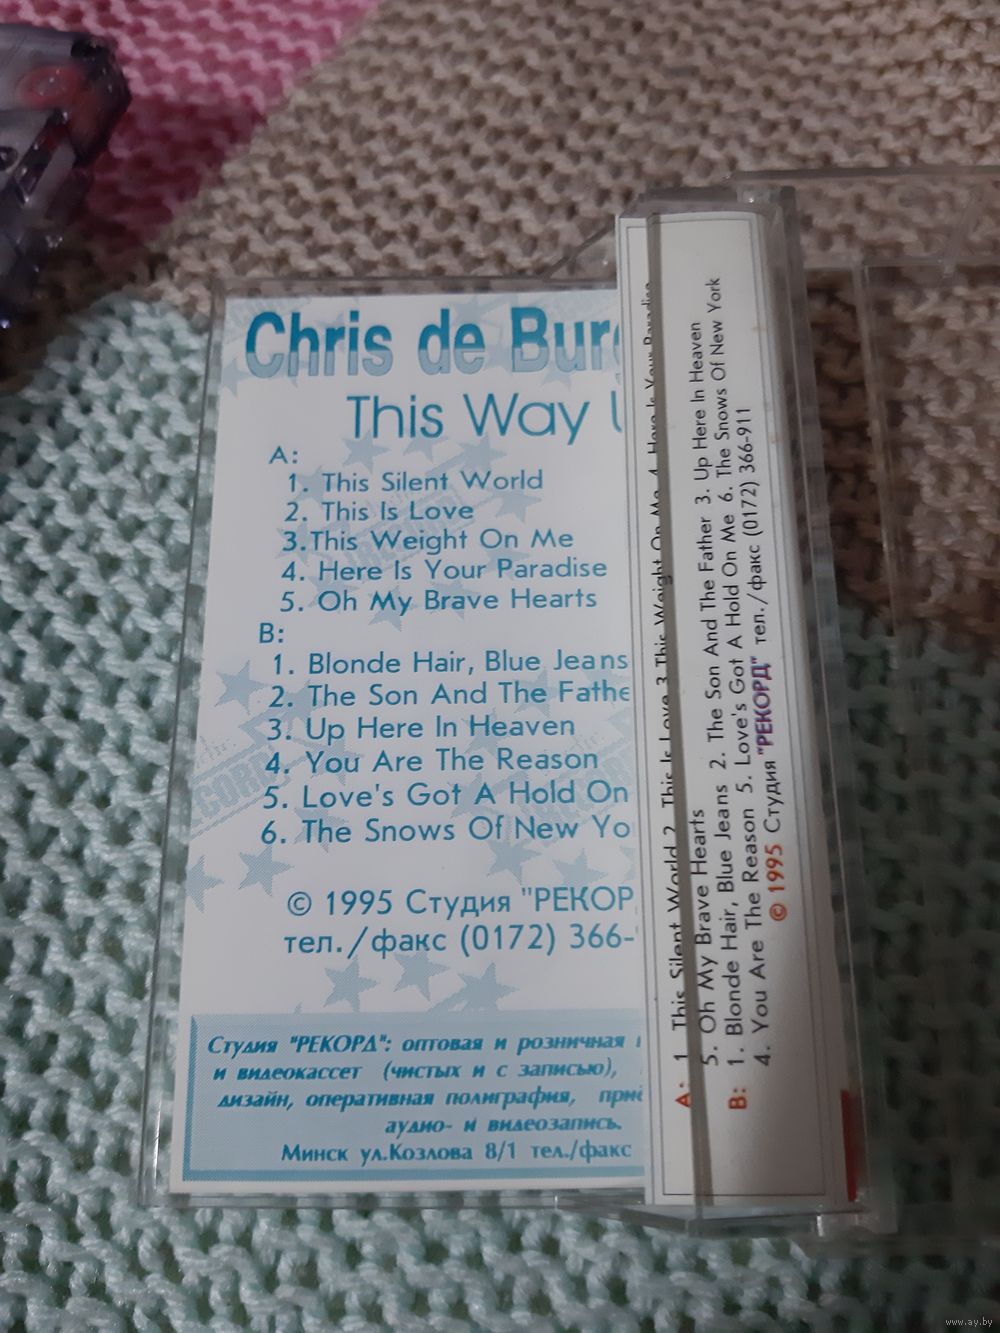 Chris de Bur
This Way
A:
1. This Silent World
2. This Is Love
3.This Weight On Me
4. Here Is Your Paradise
5. Oh My Brave Hearts
B:
1. Blonde Hair, Blue Jeans
2. The Son And The Fathe
3. Up Here In Heaven
4. You Are The Reason
5. Love's Got A Hold On
6. The Snows Of New Yo
© 1995 Студия "РЕКОР
тел./факс (0172) 366-
Студия "РЕКОРД": оптовая и розничная
и видеокассет (чистых и с записью),
дизайн, оперативная полиграфия,
аудио- и видеозапись.
Минск ул.Козлова 8/1 тел./факс
A: 1 This Silent World 2 This Is Love 3 This Weight On Me 4 Here Is Your Paradise
5. Oh My Brave Hearts
B: 1. Blonde Hair, Blue Jeans 2. The Son And The Father 3. Up Here In Heaven
4. You Are The Reason 5. Love's Got A Hold On Me 6. The Snows Of New York
© 1995 Студия "РЕКОРД" тел./факс (0172) 366-911
www.ay.by